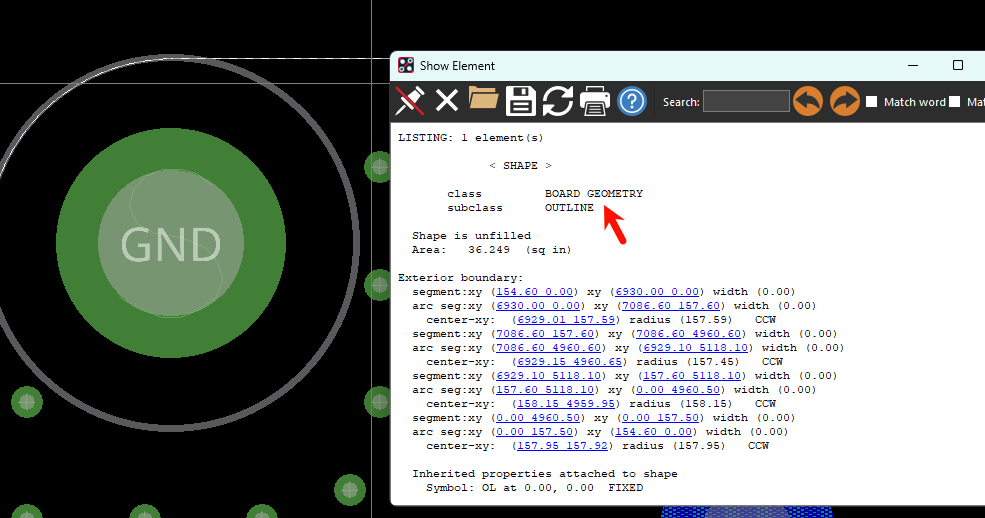 GND
Show Element
Search:
Match word
Mat
LISTING: 1 element(s)
< SHAPE >
class BOARD GEOMETRY
subclass OUTLINE
Shape is unfilled
Area: 36.249 (sq in)
Exterior boundary:
segment:xy (154.60 0.00) xy (6930.00 0.00) width (0.00)
arc seg:xy (6930.00 0.00) xy (7086.60 157.60) width (0.00)
center-xy: (6929.01 157.59) radius (157.59) CCW
segment:xy (7086.60 157.60) xy (7086.60 4960.60) width (0.00)
arc seg:xy (7086.60 4960.60) xy (6929.10 5118.10) width (0.00)
center-xy: (6929.15 4960.65) radius (157.45) CCW
segment:xy (6929.10 5118.10) xy (157.60 5118.10) width (0.00)
arc seg:xy (157.60 5118.10) xy (0.00 4960.50) width (0.00)
center-xy: (158.15 4959.95) radius (158.15) CCW
segment:xy (0.00 4960.50) xy (0.00 157.50) width (0.00)
arc seg:xy (0.00 157.50) xy (154.60 0.00) width (0.00)
center-xy: (157.95 157.92) radius (157.95) CCW
Inherited properties attached to shape
Symbol: OL at 0.00, 0.00 FIXED